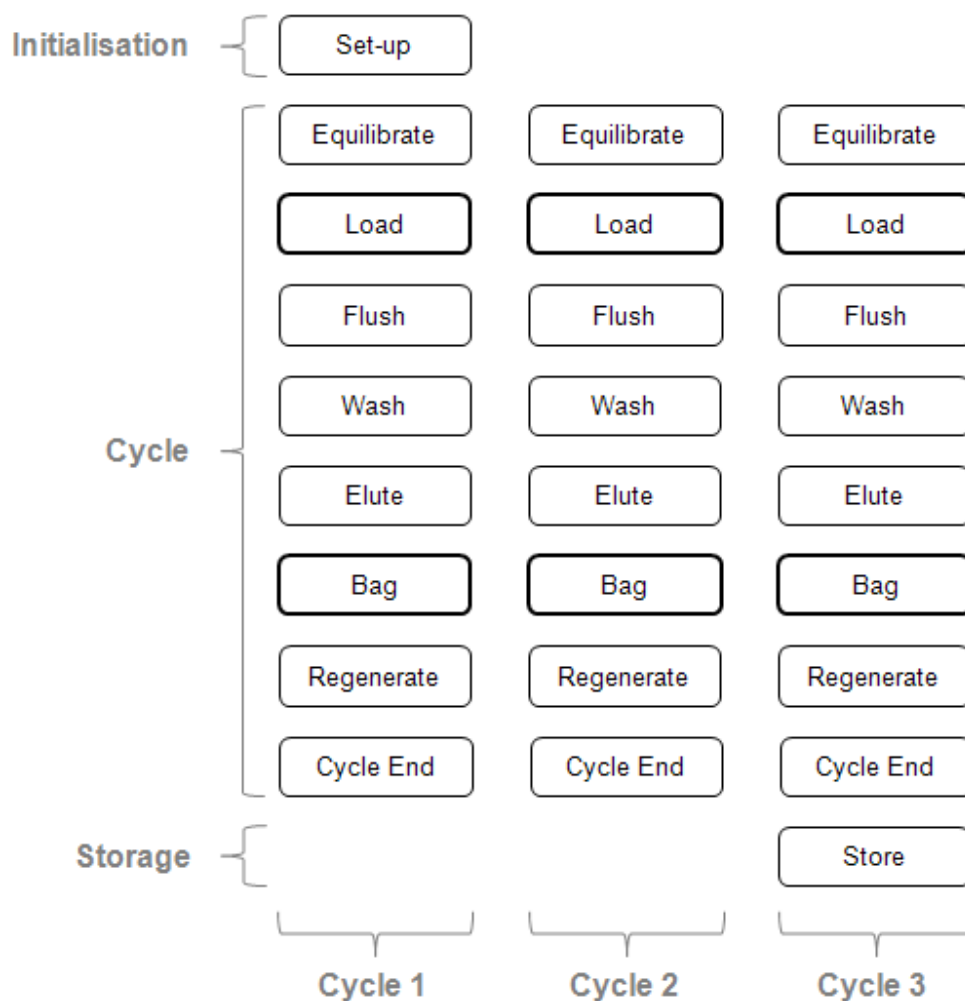 Initialisation
Set-up
Equilibrate Equilibrate Equilibrate
Load Load Load
Flush Flush Flush
Wash Wash Wash
Cycle
Elute Elute Elute
Bag Bag Bag
Regenerate Regenerate Regenerate
Cycle End Cycle End Cycle End
Storage
Store
Cycle 1 Cycle 2 Cycle 3